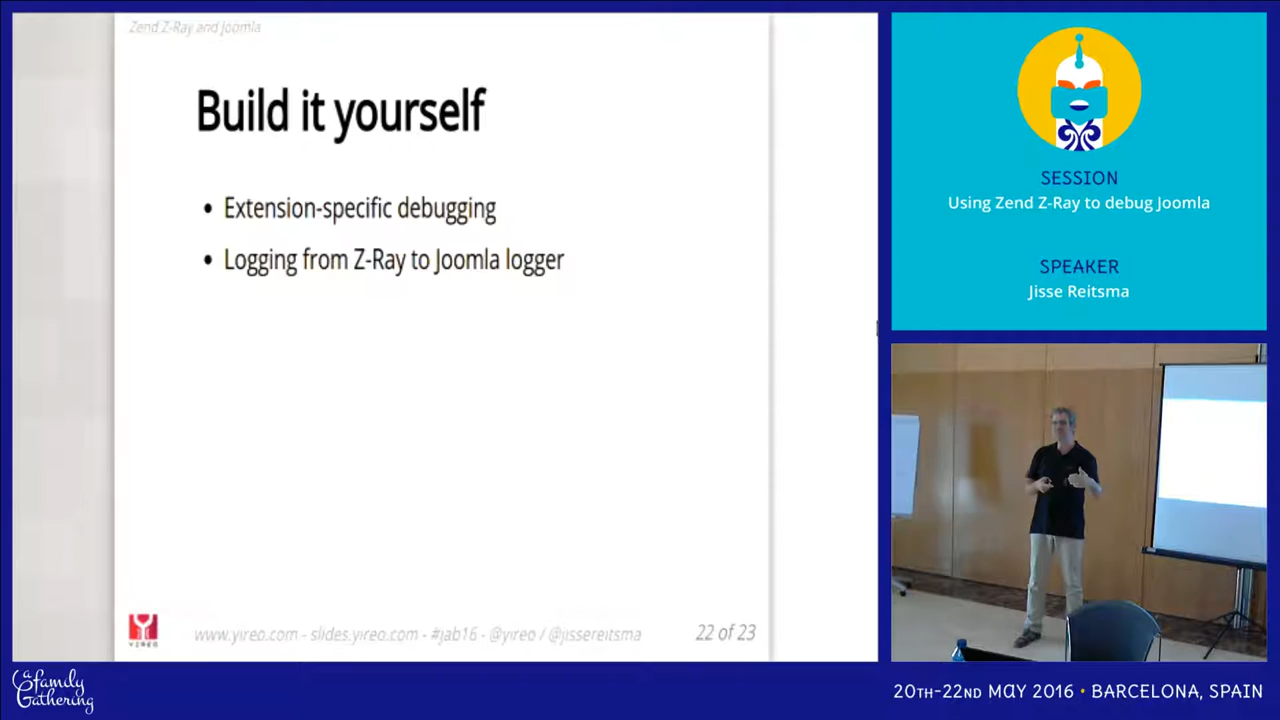 Zend Z-Ray and Joomla
Build it yourself
• Extension-specific debugging
• Logging from Z-Ray to Joomla logger
YIREO
www.yireo.com - slides.yireo.com - #jab16 - @yireo / @jissereitsma
22 of 23
SESSION
Using Zend Z-Ray to debug Joomla
SPEAKER
Jisse Reitsma
a family
Gathering
20TH-22ND MAY 2016 • BARCELONA, SPAIN